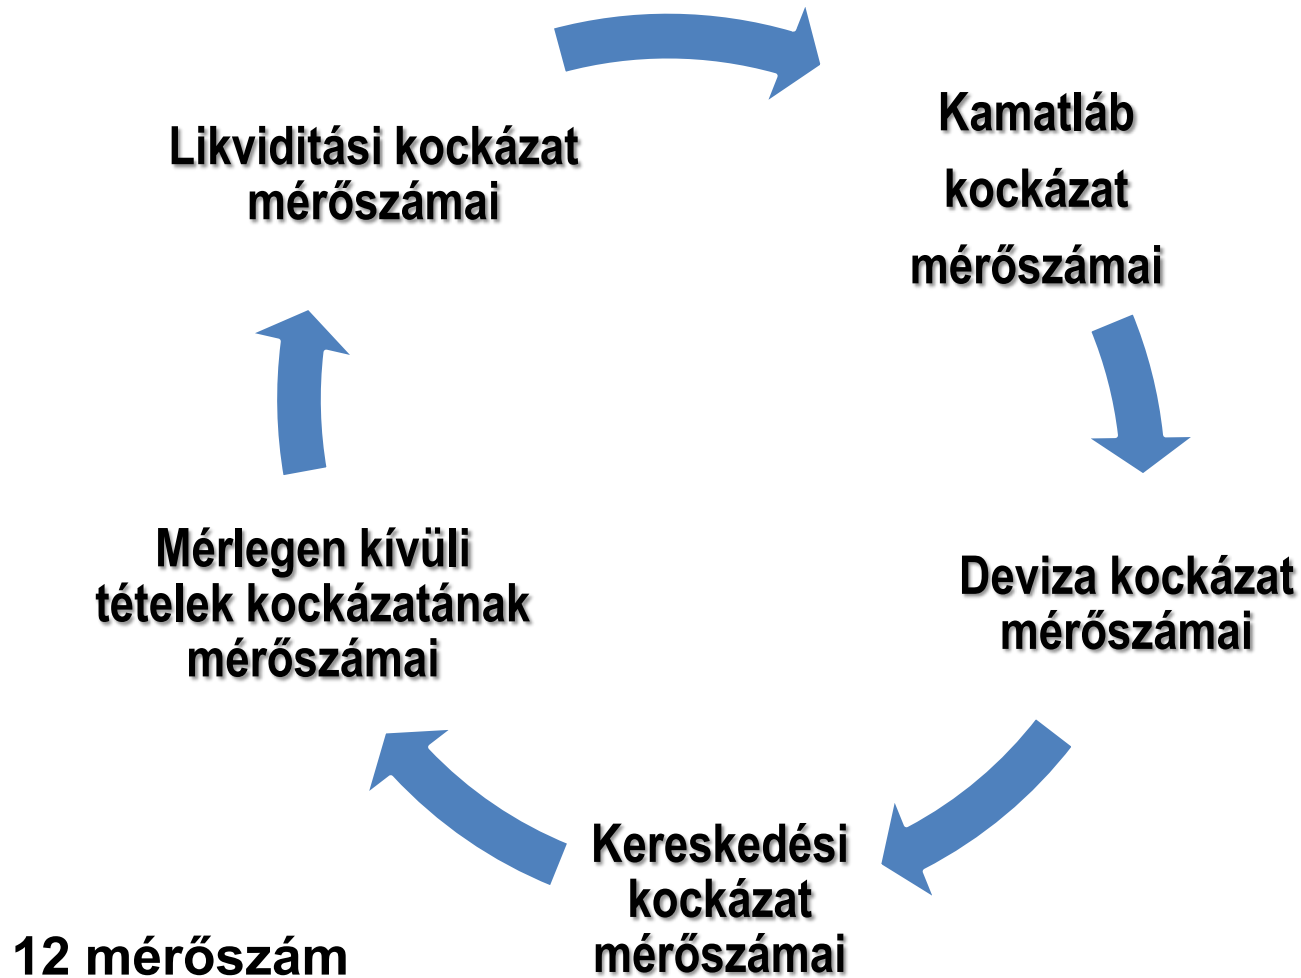 Likviditási kockázat
mérőszámai
Kamatláb
kockázat
mérőszámai
Deviza kockázat
mérőszámai
Kereskedési
kockázat
mérőszámai
Mérlegen kívüli
tételek kockázatának
mérőszámai
12 mérőszám